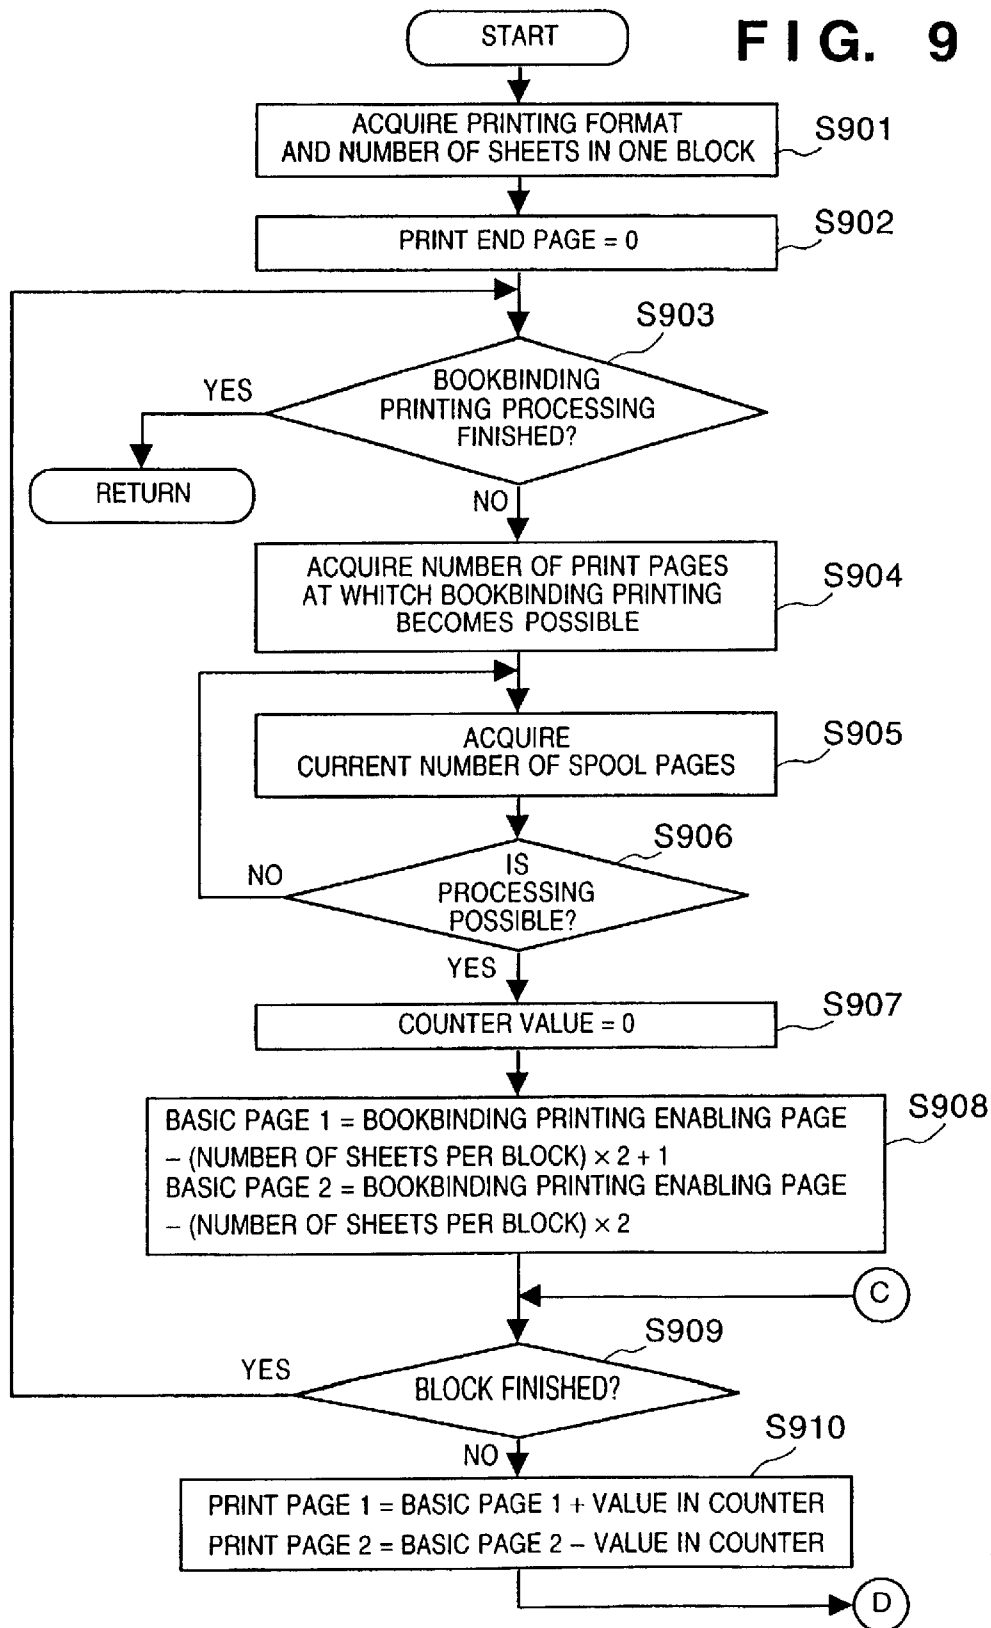 START
FIG. 9
ACQUIRE PRINTING FORMAT
AND NUMBER OF SHEETS IN ONE BLOCK
S901
PRINT END PAGE = 0
S902
S903
YES
BOOKBINDING
PRINTING PROCESSING
FINISHED?
RETURN
NO
ACQUIRE NUMBER OF PRINT PAGES
AT WHITCH BOOKBINDING PRINTING
BECOMES POSSIBLE
S904
ACQUIRE
CURRENT NUMBER OF SPOOL PAGES
S905
S906
NO
IS
PROCESSING
POSSIBLE?
YES
COUNTER VALUE = 0
S907
S908
BASIC PAGE 1 = BOOKBINDING PRINTING ENABLING PAGE
– (NUMBER OF SHEETS PER BLOCK) × 2 + 1
BASIC PAGE 2 = BOOKBINDING PRINTING ENABLING PAGE
– (NUMBER OF SHEETS PER BLOCK) × 2
C
S909
YES
BLOCK FINISHED?
NO
S910
PRINT PAGE 1 = BASIC PAGE 1 + VALUE IN COUNTER
PRINT PAGE 2 = BASIC PAGE 2 – VALUE IN COUNTER
D